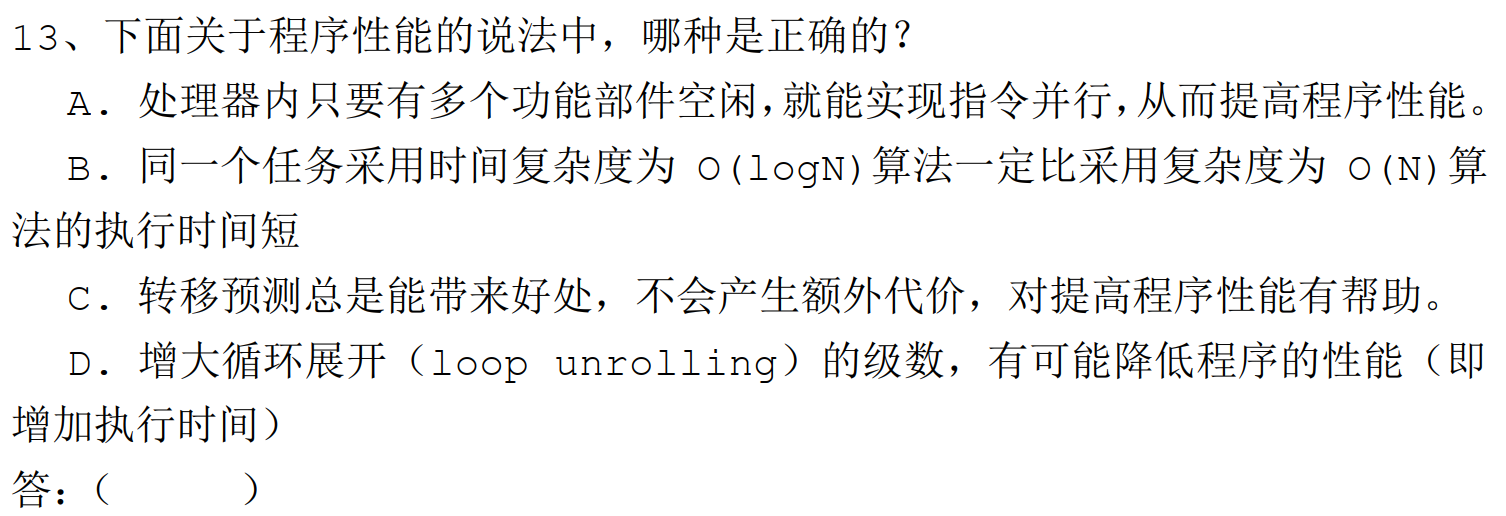 13、下面关于程序性能的说法中，哪种是正确的？
A. 处理器内只要有多个功能部件空闲，就能实现指令并行，从而提高程序性能。
B. 同一个任务采用时间复杂度为 O(logN)算法一定比采用复杂度为 O(N)算
法的执行时间短
C. 转移预测总是能带来好处，不会产生额外代价，对提高程序性能有帮助。
D. 增大循环展开（loop unrolling）的级数，有可能降低程序的性能（即
增加执行时间）
答：（ ）